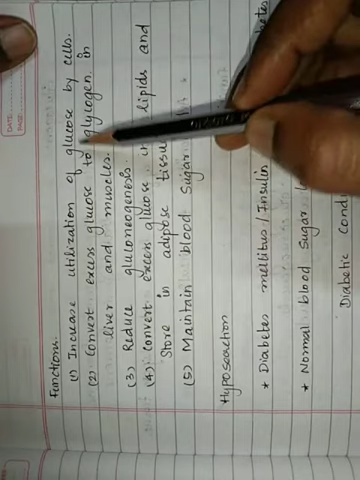 Functions.
(1) Increase utilization of glucose by cells.
(2) Convert excess glucose to glycogen in
liver and muscles.
(3) Reduce gluconeogenesis.
(4) Convert excess glucose in lipids and
Store in adipose
(5) Maintain blood Sugar
Hyposecretion
* Diabetes mellitus / Insulin
* Normal blood sugar
Diabetic
DATE:
PAGE: